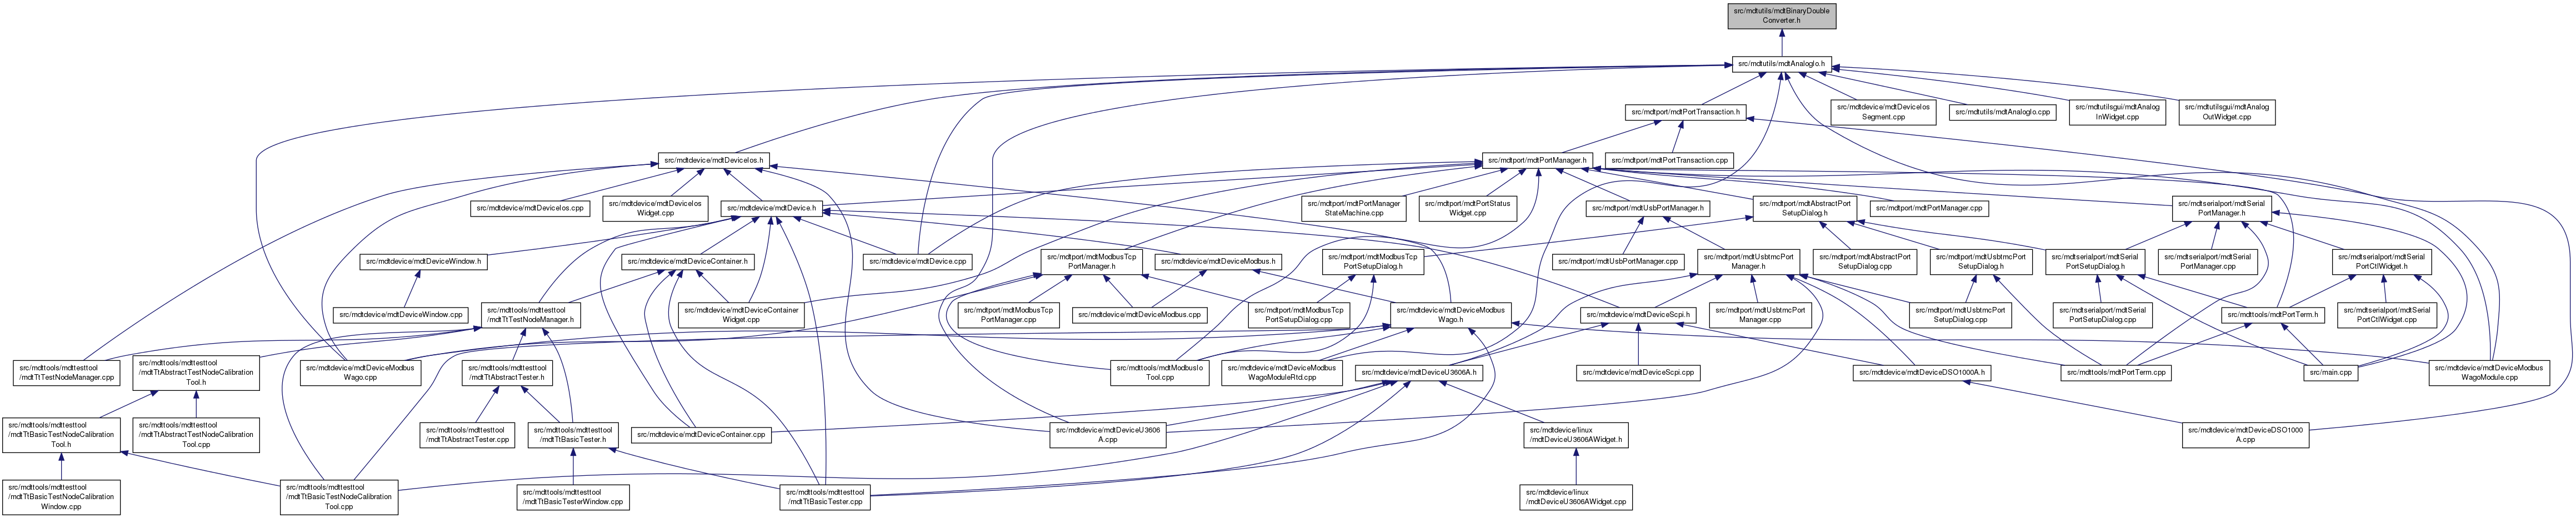 src/mdtutils/mdtBinaryDouble
Converter.h
src/mdtutils/mdtAnalogIo.h
src/mdtport/mdtPortTransaction.h
src/mdtdevice/mdtDeviceIos
Segment.cpp
src/mdtutils/mdtAnalogIo.cpp
src/mdtutilsgui/mdtAnalog
InWidget.cpp
src/mdtutilsgui/mdtAnalog
OutWidget.cpp
src/mdtdevice/mdtDeviceIos.h
src/mdtport/mdtPortManager.h
src/mdtport/mdtPortTransaction.cpp
src/mdtdevice/mdtDeviceIos.cpp
src/mdtdevice/mdtDeviceIos
Widget.cpp
src/mdtdevice/mdtDevice.h
src/mdtport/mdtPortManager
StateMachine.cpp
src/mdtport/mdtPortStatus
Widget.cpp
src/mdtport/mdtUsbPortManager.h
src/mdtport/mdtAbstractPort
SetupDialog.h
src/mdtport/mdtPortManager.cpp
src/mdtserialport/mdtSerial
PortManager.h
src/mdtdevice/mdtDeviceWindow.h
src/mdtdevice/mdtDeviceContainer.h
src/mdtdevice/mdtDevice.cpp
src/mdtport/mdtModbusTcp
PortManager.h
src/mdtdevice/mdtDeviceModbus.h
src/mdtport/mdtModbusTcp
PortSetupDialog.h
src/mdtport/mdtUsbPortManager.cpp
src/mdtport/mdtUsbtmcPort
Manager.h
src/mdtport/mdtAbstractPort
SetupDialog.cpp
src/mdtport/mdtUsbtmcPort
SetupDialog.h
src/mdtserialport/mdtSerial
PortSetupDialog.h
src/mdtserialport/mdtSerial
PortManager.cpp
src/mdtserialport/mdtSerial
PortCtlWidget.h
src/mdtdevice/mdtDeviceWindow.cpp
src/mdttools/mdttesttool
/mdtTtTestNodeManager.h
src/mdtdevice/mdtDeviceContainer
Widget.cpp
src/mdtport/mdtModbusTcp
PortManager.cpp
src/mdtdevice/mdtDeviceModbus.cpp
src/mdtdevice/mdtDeviceModbus
Wago.h
src/mdtport/mdtModbusTcp
PortSetupDialog.cpp
src/mdtdevice/mdtDeviceScpi.h
src/mdtport/mdtUsbtmcPort
Manager.cpp
src/mdtport/mdtUsbtmcPort
SetupDialog.cpp
src/mdtserialport/mdtSerial
PortSetupDialog.cpp
src/mdttools/mdtPortTerm.h
src/mdtserialport/mdtSerial
PortCtlWidget.cpp
src/mdttools/mdttesttool
/mdtTtTestNodeManager.cpp
src/mdttools/mdttesttool
/mdtTtAbstractTestNodeCalibration
Tool.h
src/mdtdevice/mdtDeviceModbus
Wago.cpp
src/mdttools/mdttesttool
/mdtTtAbstractTester.h
src/mdttools/mdtModbusIo
Tool.cpp
src/mdtdevice/mdtDeviceModbus
WagoModuleRtd.cpp
src/mdtdevice/mdtDeviceU3606A.h
src/mdtdevice/mdtDeviceScpi.cpp
src/mdtdevice/mdtDeviceDSO1000A.h
src/mdttools/mdtPortTerm.cpp
src/main.cpp
src/mdtdevice/mdtDeviceModbus
WagoModule.cpp
src/mdttools/mdttesttool
/mdtTtBasicTestNodeCalibration
Tool.h
src/mdttools/mdttesttool
/mdtTtAbstractTestNodeCalibration
Tool.cpp
src/mdttools/mdttesttool
/mdtTtAbstractTester.cpp
src/mdttools/mdttesttool
/mdtTtBasicTester.h
src/mdtdevice/mdtDeviceContainer.cpp
src/mdtdevice/mdtDeviceU3606
A.cpp
src/mdtdevice/linux
/mdtDeviceU3606AWidget.h
src/mdtdevice/mdtDeviceDSO1000
A.cpp
src/mdttools/mdttesttool
/mdtTtBasicTestNodeCalibration
Window.cpp
src/mdttools/mdttesttool
/mdtTtBasicTestNodeCalibration
Tool.cpp
src/mdttools/mdttesttool
/mdtTtBasicTesterWindow.cpp
src/mdttools/mdttesttool
/mdtTtBasicTester.cpp
src/mdtdevice/linux
/mdtDeviceU3606AWidget.cpp